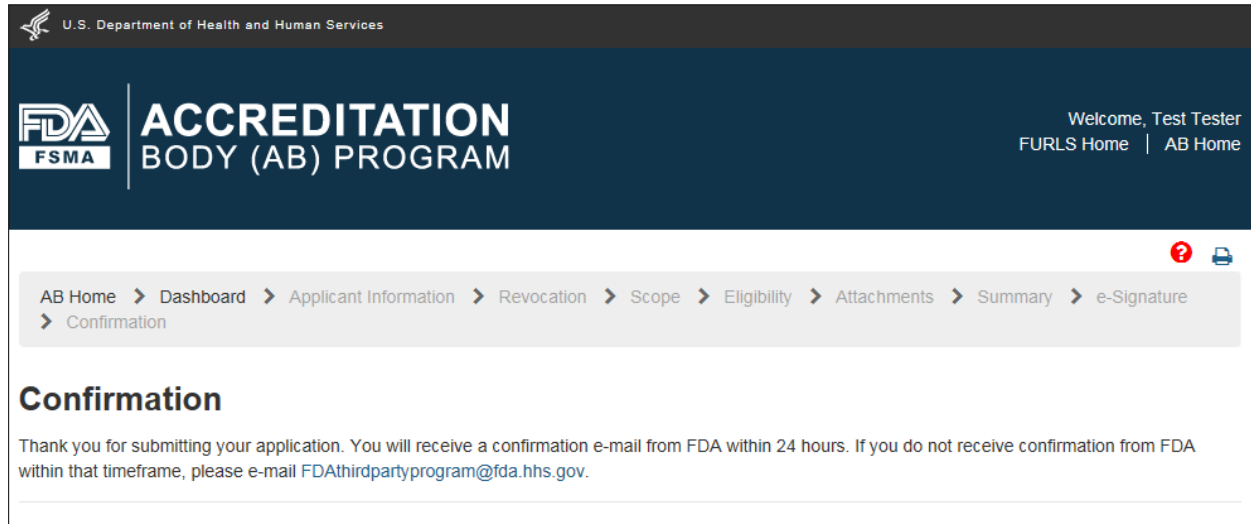 U.S. Department of Health and Human Services
FDA
FSMA
ACCREDITATION
BODY (AB) PROGRAM
Welcome, Test Tester
FURLS Home | AB Home
AB Home > Dashboard > Applicant Information > Revocation > Scope > Eligibility > Attachments > Summary > e-Signature
> Confirmation
Confirmation
Thank you for submitting your application. You will receive a confirmation e-mail from FDA within 24 hours. If you do not receive confirmation from FDA
within that timeframe, please e-mail FDAthirdpartyprogram@fda.hhs.gov.